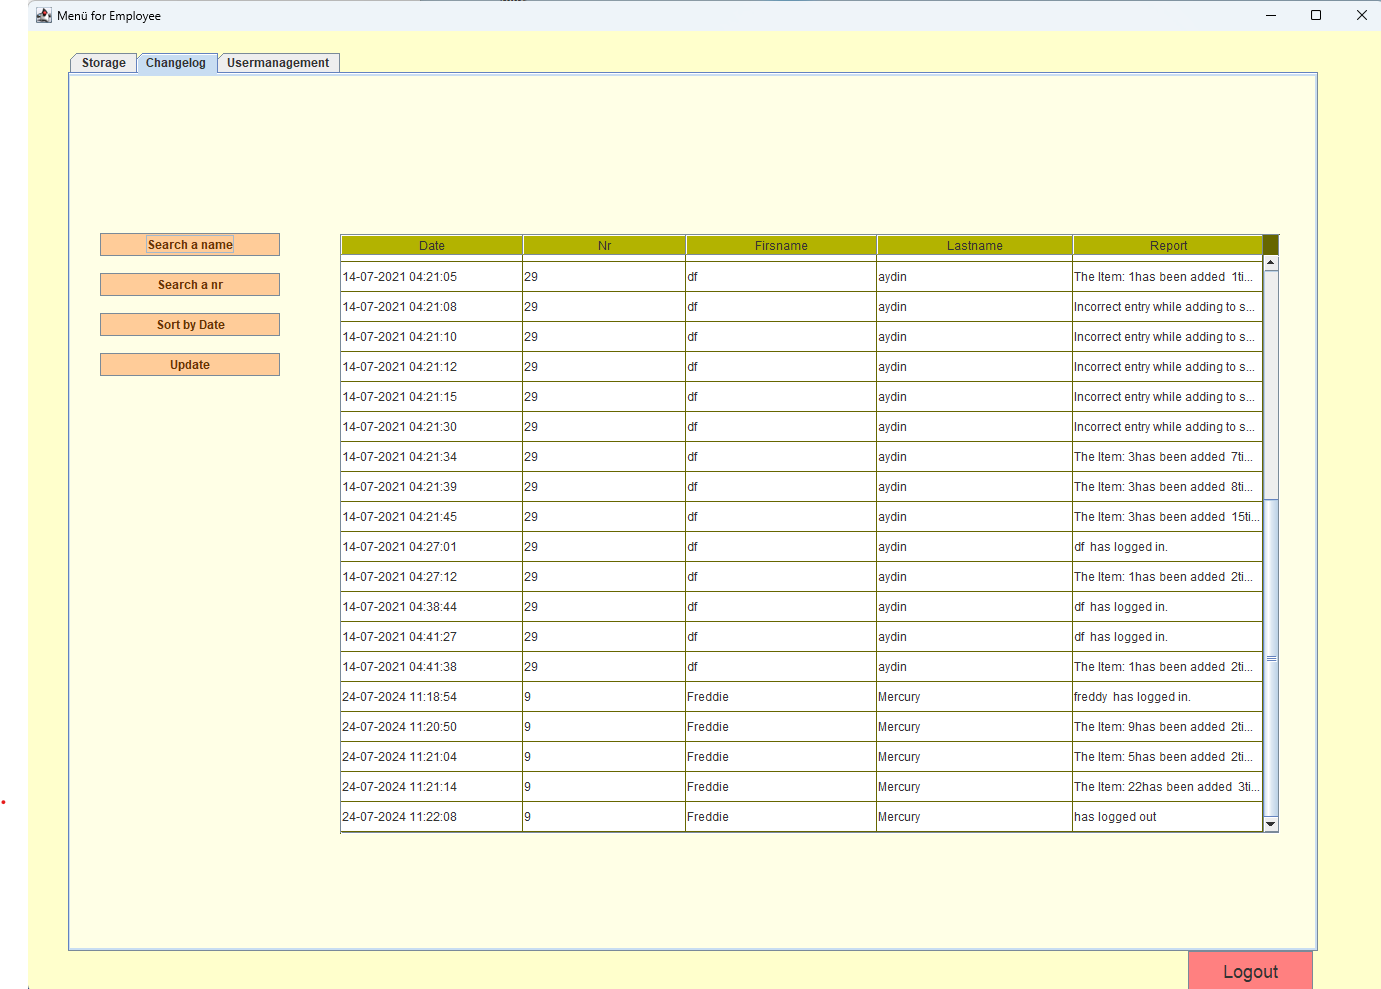 Menü for Employee
Storage Changelog Usermanagement
Search a name
Search a nr
Sort by Date
Update
Date Nr Firsname Lastname Report
14-07-2021 04:21:05 29 df aydin The Item: 1has been added 1ti...
14-07-2021 04:21:08 29 df aydin Incorrect entry while adding to s...
14-07-2021 04:21:10 29 df aydin Incorrect entry while adding to s...
14-07-2021 04:21:12 29 df aydin Incorrect entry while adding to s...
14-07-2021 04:21:15 29 df aydin Incorrect entry while adding to s...
14-07-2021 04:21:30 29 df aydin Incorrect entry while adding to s...
14-07-2021 04:21:34 29 df aydin The Item: 3has been added 7ti...
14-07-2021 04:21:39 29 df aydin The Item: 3has been added 8ti...
14-07-2021 04:21:45 29 df aydin The Item: 3has been added 15ti...
14-07-2021 04:27:01 29 df aydin df has logged in.
14-07-2021 04:27:12 29 df aydin The Item: 1has been added 2ti...
14-07-2021 04:38:44 29 df aydin df has logged in.
14-07-2021 04:41:27 29 df aydin df has logged in.
14-07-2021 04:41:38 29 df aydin The Item: 1has been added 2ti...
24-07-2024 11:18:54 9 Freddie Mercury freddy has logged in.
24-07-2024 11:20:50 9 Freddie Mercury The Item: 9has been added 2ti...
24-07-2024 11:21:04 9 Freddie Mercury The Item: 5has been added 2ti...
24-07-2024 11:21:14 9 Freddie Mercury The Item: 22has been added 3ti...
24-07-2024 11:22:08 9 Freddie Mercury has logged out
Logout